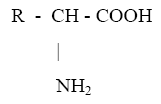 R - CH - COOH
|
NH₂